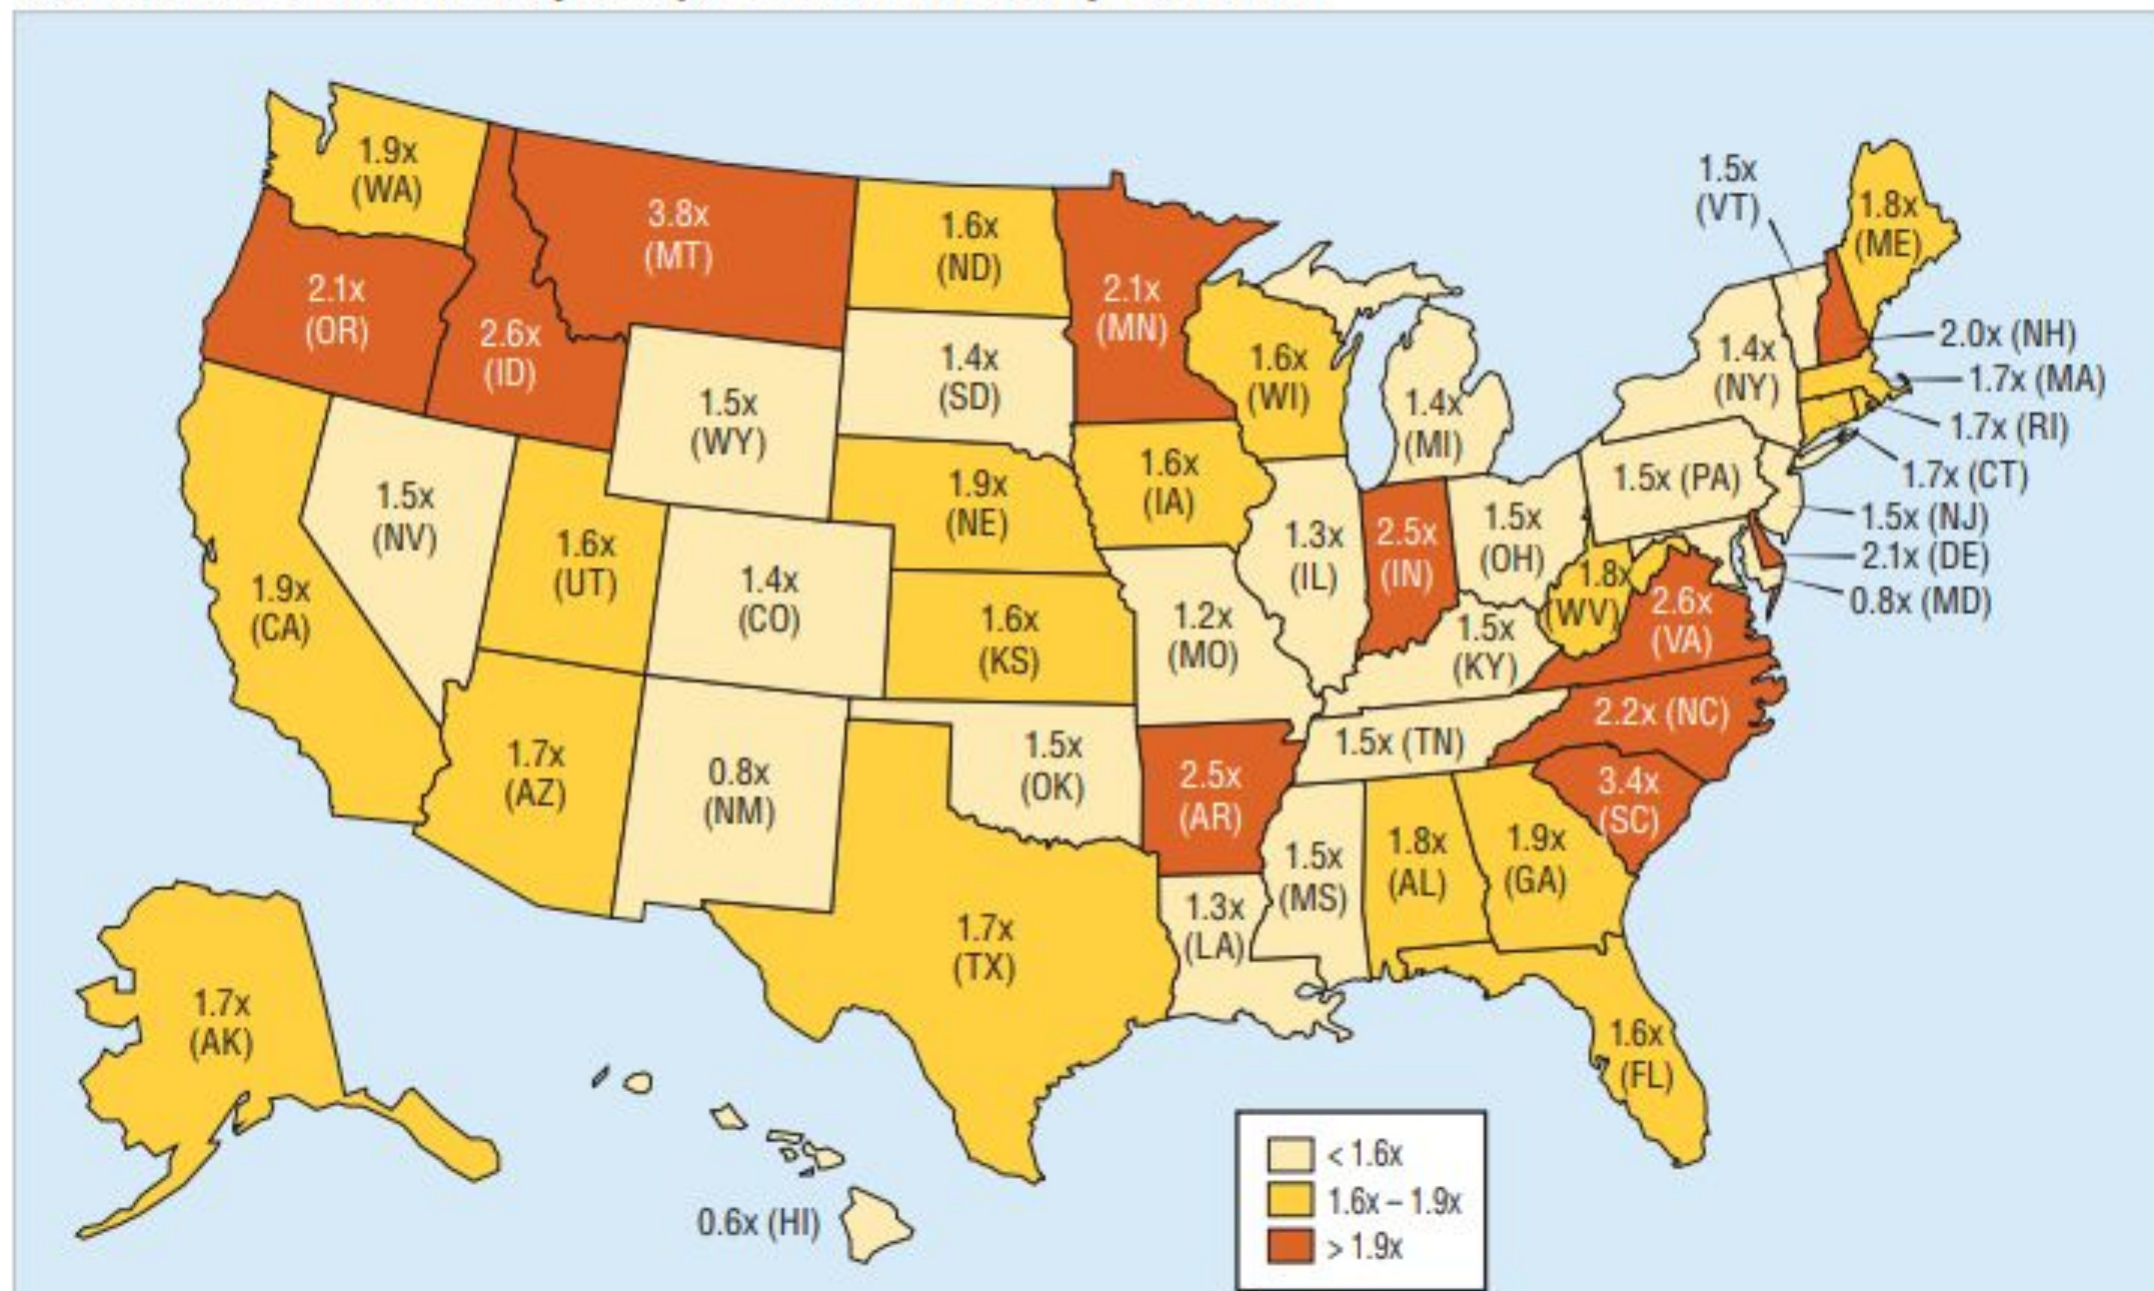 1.9x
(WA)
3.8x
(MT)
1.6x
(ND)
2.1x
(MN)
1.5x
(VT)
1.8x
(ME)
2.1x
(OR)
2.6x
(ID)
1.4x
(SD)
1.6x
(WI)
1.4x
(MI)
1.4x
(NY)
2.0x (NH)
1.7x (MA)
1.7x (RI)
1.7x (CT)
1.5x
(WY)
1.5x
(NV)
1.6x
(UT)
1.9x
(NE)
1.6x
(IA)
1.3x
(IL)
2.5x
(IN)
1.5x
(OH)
1.5x (PA)
1.5x (NJ)
2.1x (DE)
0.8x (MD)
1.9x
(CA)
1.4x
(CO)
1.6x
(KS)
1.2x
(MO)
1.5x
(KY)
1.8x
(WV)
2.6x
(VA)
2.2x (NC)
1.5x (TN)
1.7x
(AZ)
0.8x
(NM)
1.5x
(OK)
2.5x
(AR)
3.4x
(SC)
1.5x
(MS)
1.8x
(AL)
1.9x
(GA)
1.3x
(LA)
1.7x
(TX)
1.7x
(AK)
1.6x
(FL)
0.6x (HI)
< 1.6x
1.6x – 1.9x
> 1.9x